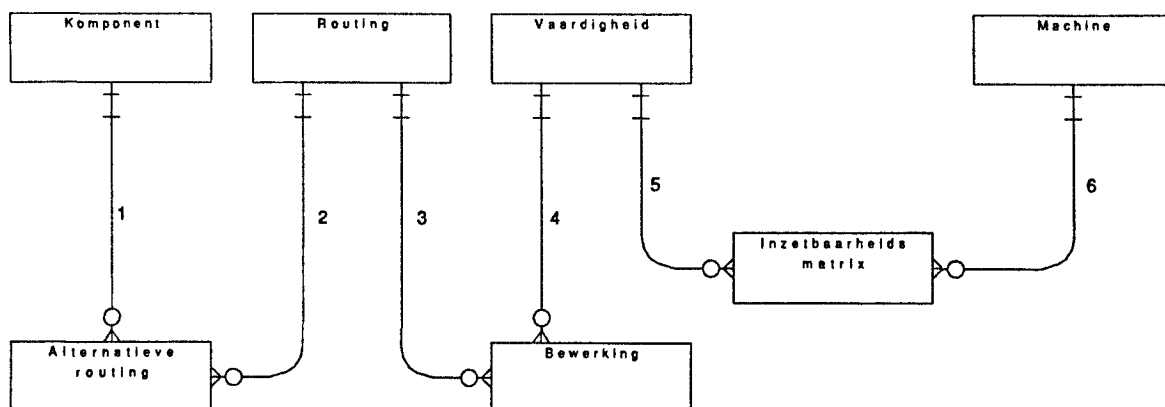 Komponent
Routing
Vaardigheid
Machine
1
2
3
4
5
6
Inzetbaarheids
matrix
Alternatieve
routing
Bewerking